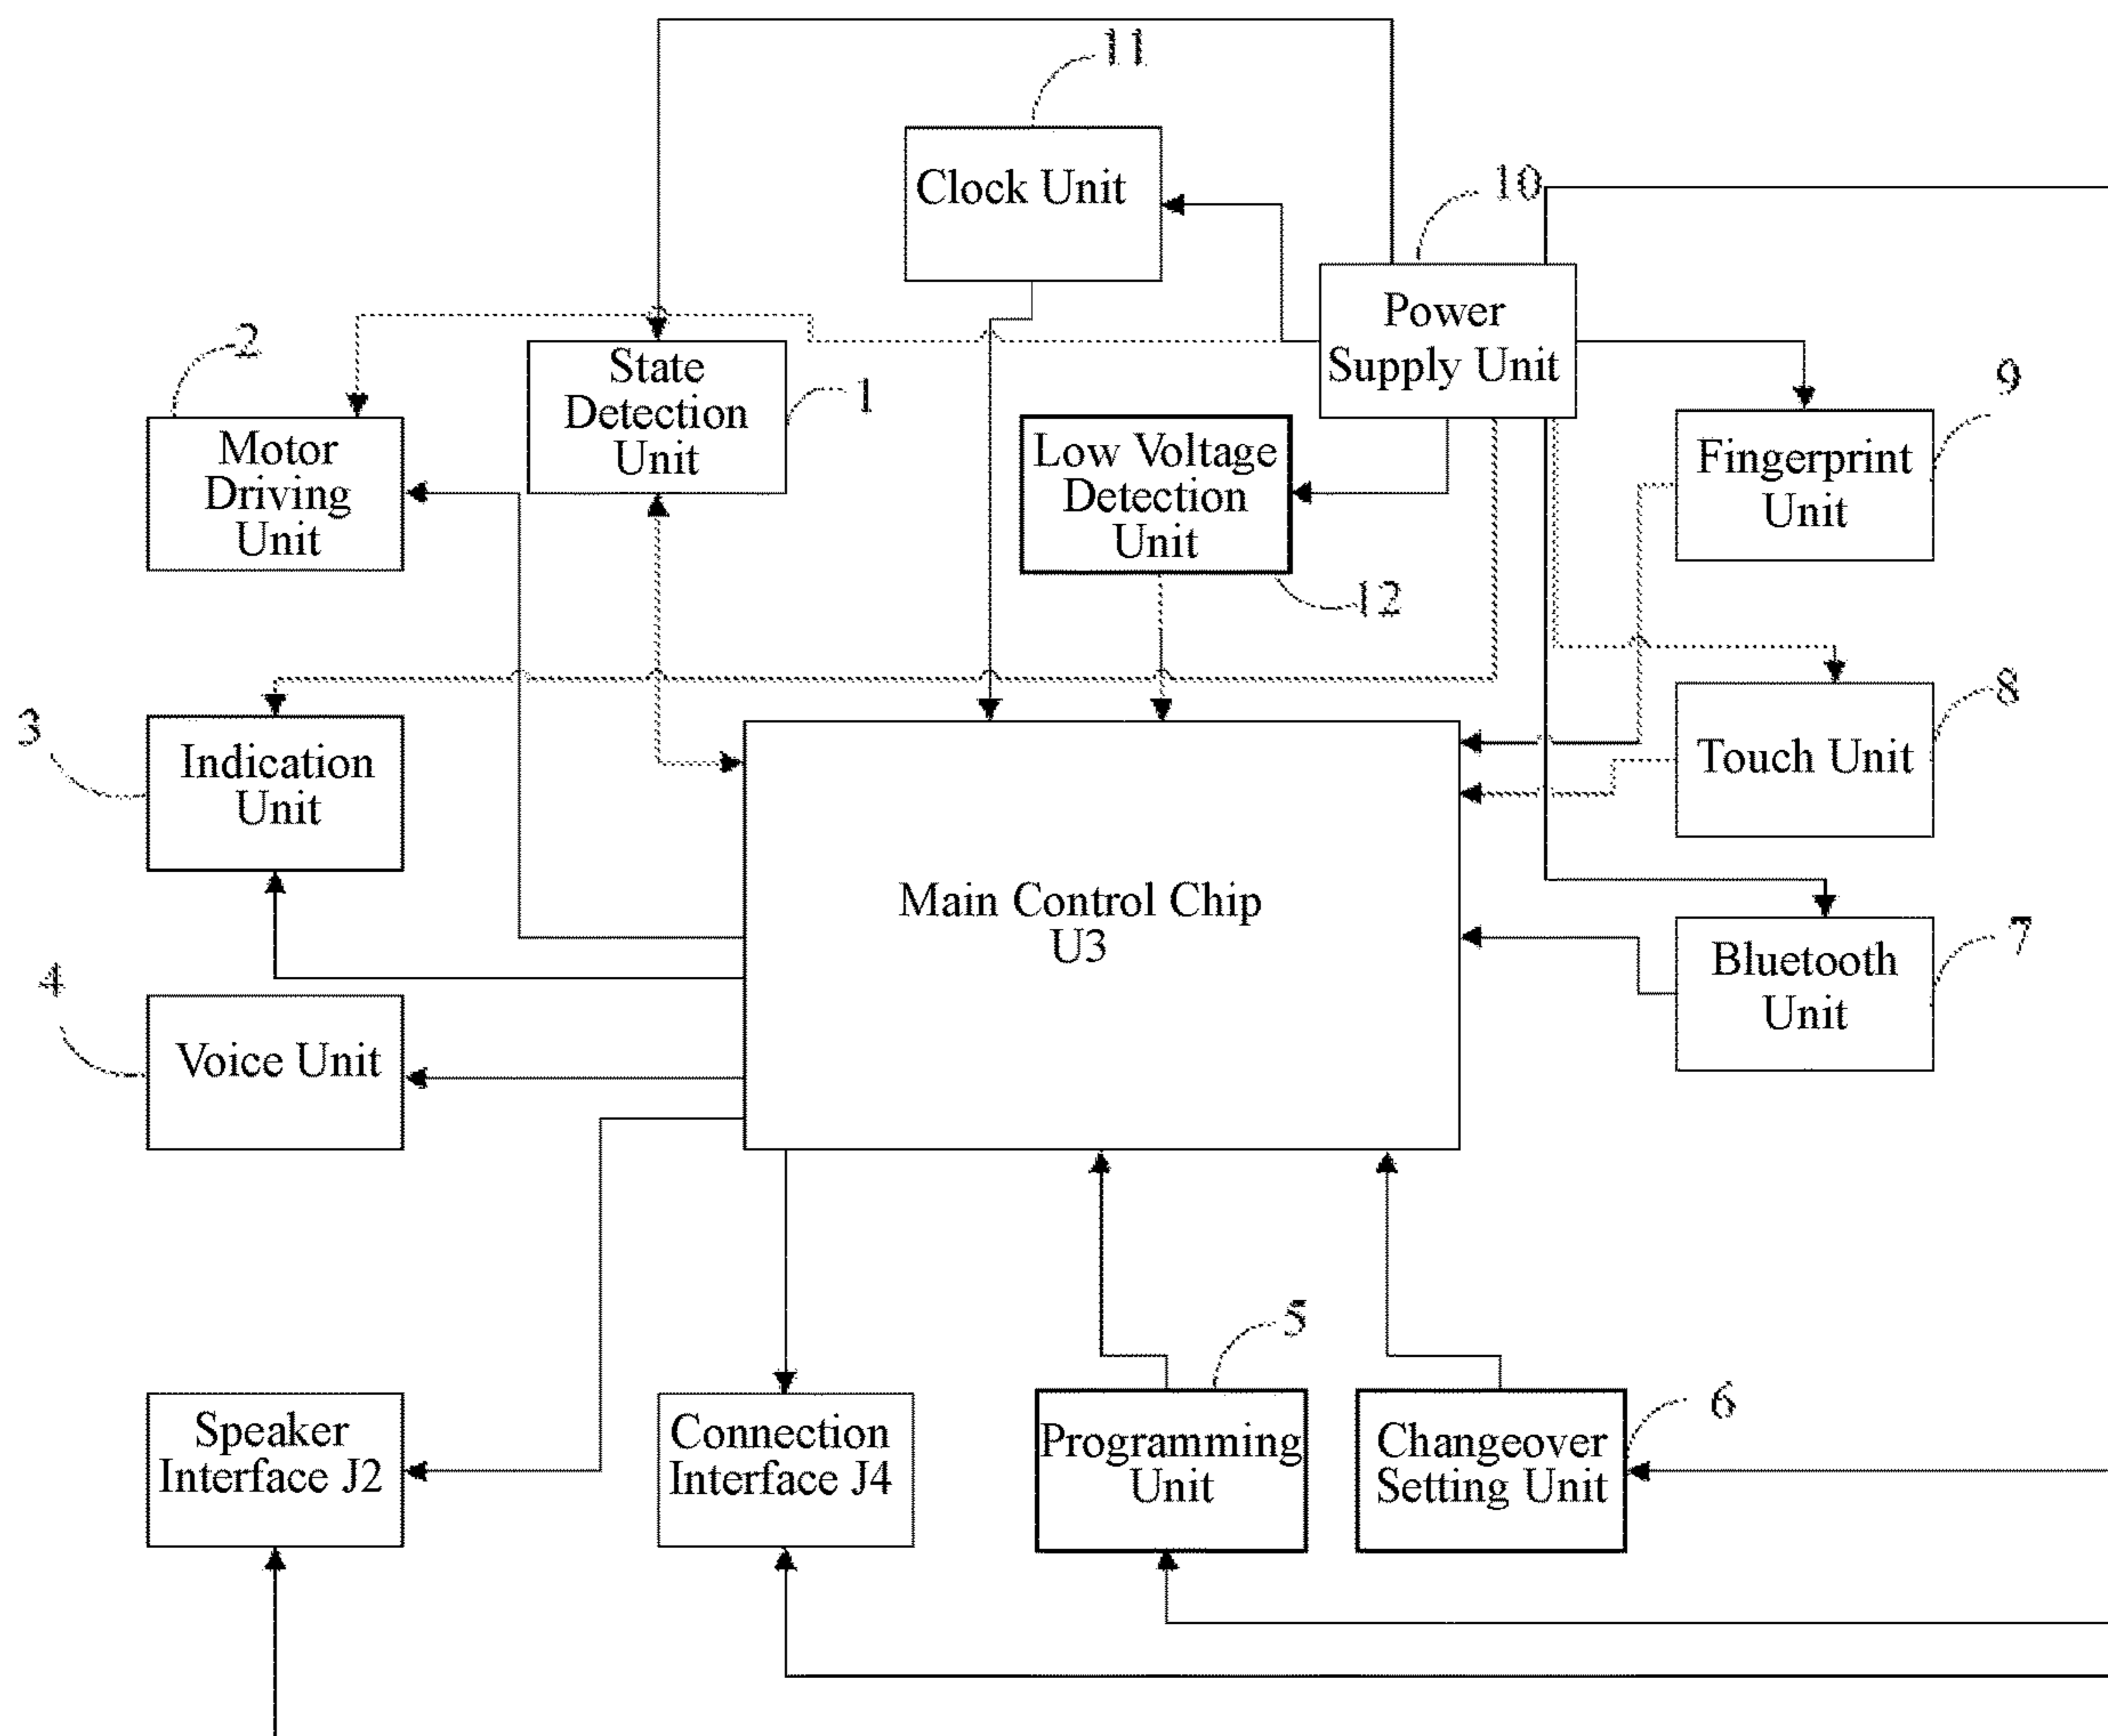 11
Clock Unit
10
Power
Supply Unit
2
State
Detection
Unit
1
9
Motor
Driving
Unit
Low Voltage
Detection
Unit
12
Fingerprint
Unit
3
Indication
Unit
8
Touch Unit
Main Control Chip
U3
7
Bluetooth
Unit
4
Voice Unit
5
6
Speaker
Interface J2
Connection
Interface J4
Programming
Unit
Changeover
Setting Unit